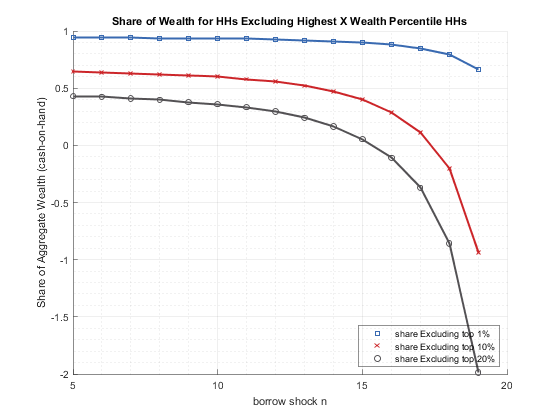 Share of Wealth for HHs Excluding Highest X Wealth Percentile HHs
1
0.5
0
-0.5
-1
-1.5
-2
Share of Aggregate Wealth (cash-on-hand)
5
10
15
20
borrow shock n
share Excluding top 1%
share Excluding top 10%
share Excluding top 20%